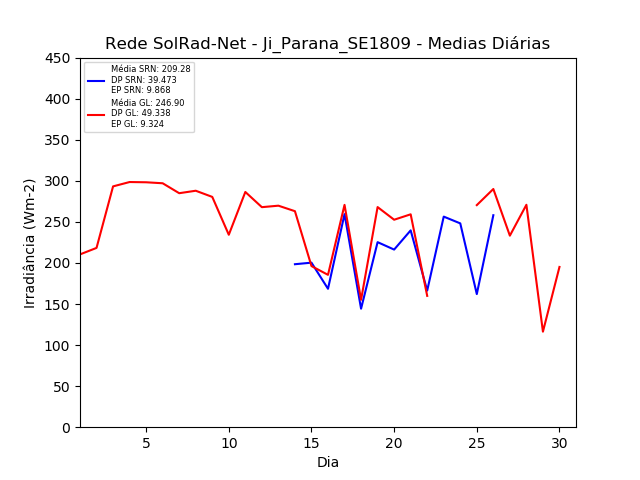 Rede SolRad-Net - Ji_Parana_SE1809 - Medias Diárias
Média SRN: 209.28
DP SRN: 39.473
EP SRN: 9.868
Média GL: 246.90
DP GL: 49.338
EP GL: 9.324
450
400
350
300
250
200
150
100
50
0
Irradiância (Wm-2)
5
10
15
20
25
30
Dia